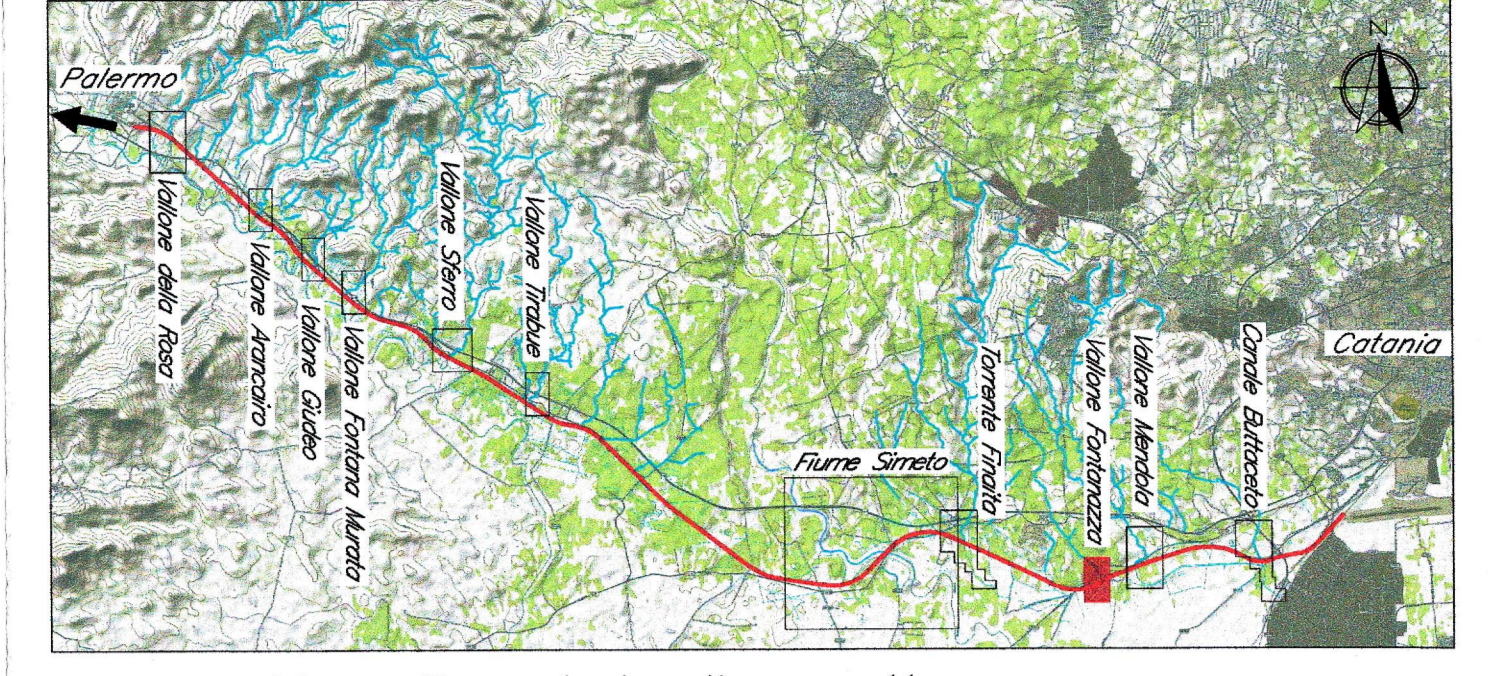 Palermo
N
Catania
Vallone della Rosa
Vallone Arancairo
Vallone Giudeo
Vallone Fontana Murata
Vallone Sferro
Vallone Tirabue
Fiume Simeto
Torrente Finaita
Vallone Fontanazza
Vallone Mendola
Canale Buttaceto